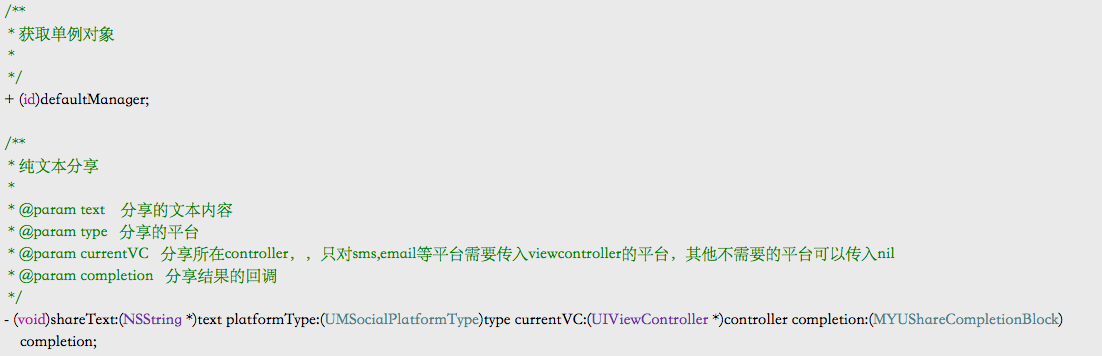 /**
 * 获取单例对象
 *
 */
+ (id)defaultManager;

/**
 * 纯文本分享
 *
 * @param text    分享的文本内容
 * @param type   分享的平台
 * @param currentVC   分享所在controller，，只对sms,email等平台需要传入viewcontroller的平台，其他不需要的平台可以传入nil
 * @param completion   分享结果的回调
 */
- (void)shareText:(NSString *)text platformType:(UMSocialPlatformType)type currentVC:(UIViewController *)controller completion:(MYUShareCompletionBlock)
    completion;